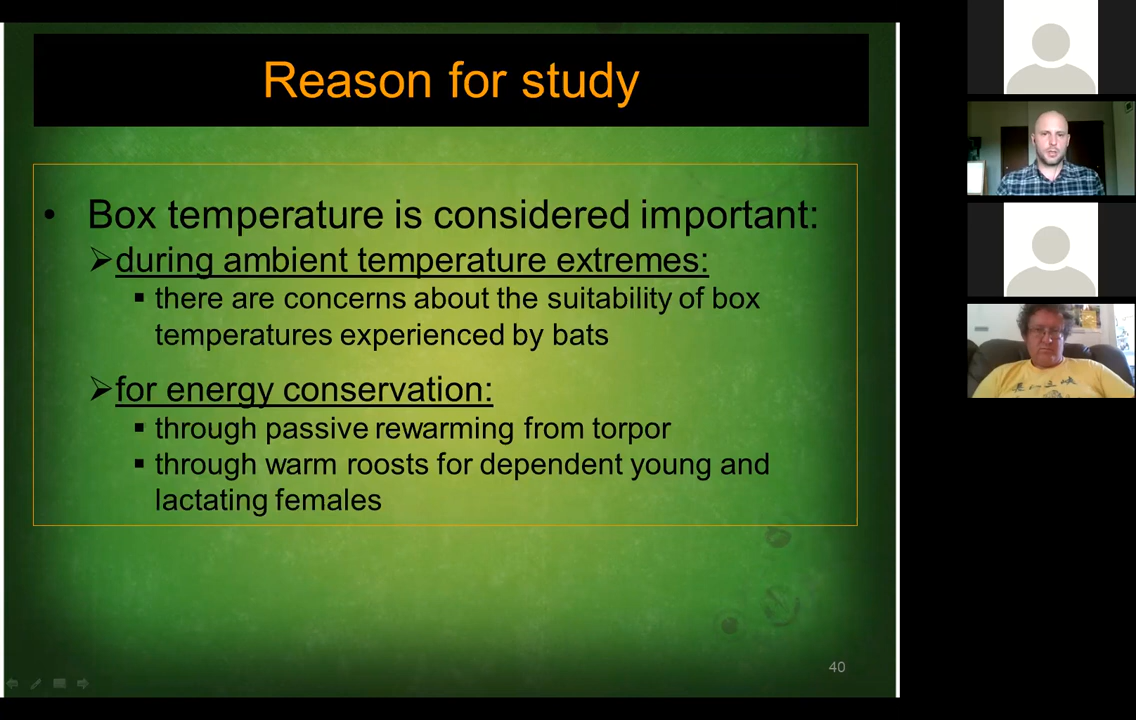 Reason for study
• Box temperature is considered important:
➢during ambient temperature extremes:
▪ there are concerns about the suitability of box
temperatures experienced by bats
➢for energy conservation:
▪ through passive rewarming from torpor
▪ through warm roosts for dependent young and
lactating females
40